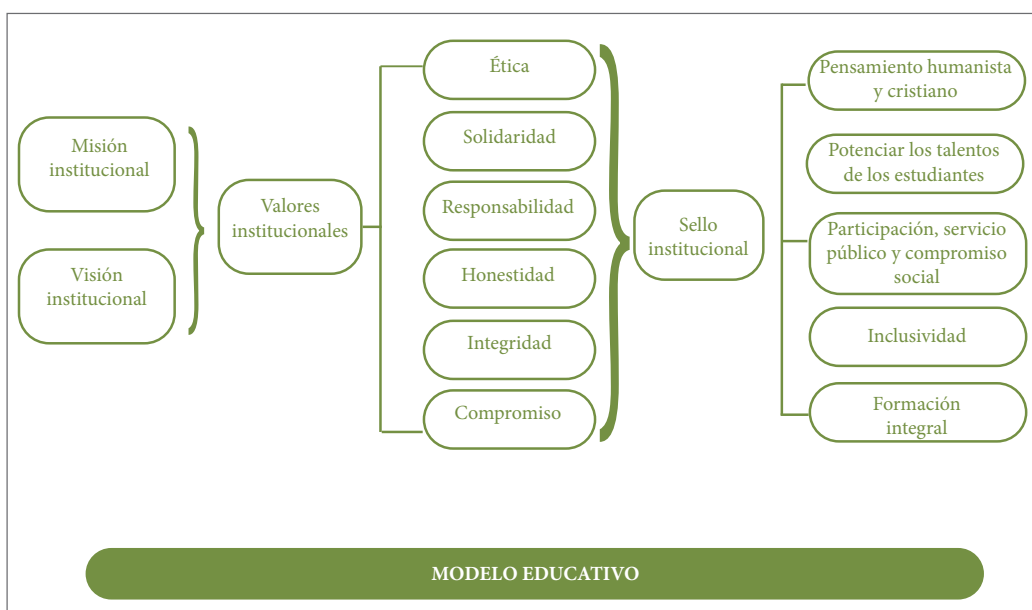 Misión
institucional
Visión
institucional
Valores
institucionales
Ética
Solidaridad
Responsabilidad
Honestidad
Integridad
Compromiso
Sello
institucional
Pensamiento humanista
y cristiano
Potenciar los talentos
de los estudiantes
Participación, servicio
público y compromiso
social
Inclusividad
Formación
integral
MODELO EDUCATIVO